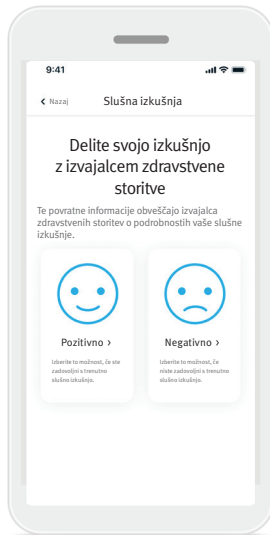 9:41
Nazaj
Slušna izkušnja
Delite svojo izkušnjo
z izvajalcem zdravstvene
storitve
Te povratne informacije obveščajo izvajalca
zdravstvenih storitev o podrobnostih vaše slušne
izkušnje.
Pozitivno ›
Izberite to možnost, če ste
zadovoljni s trenutno
slušno izkušnjo.
Negativno ›
Izberite to možnost, če
niste zadovoljni s trenutno
slušno izkušnjo.